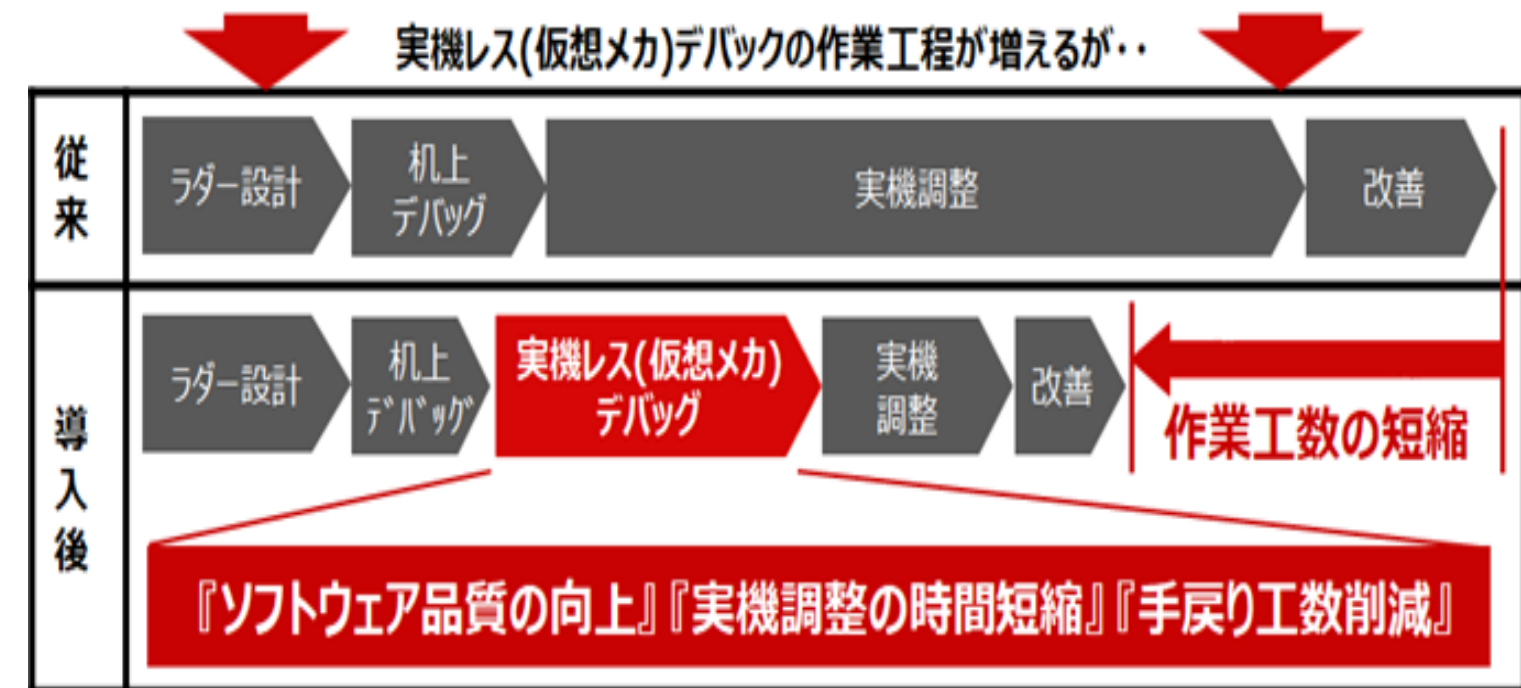 実機レス(仮想メカ)デバックの作業工程が増えるが・・
従来
ラダー設計
机上
デバッグ
実機調整
改善
導入後
ラダー設計
机上
デバッグ
実機レス(仮想メカ)
デバッグ
実機
調整
改善
作業工数の短縮
『ソフトウェア品質の向上』『実機調整の時間短縮』『手戻り工数削減』